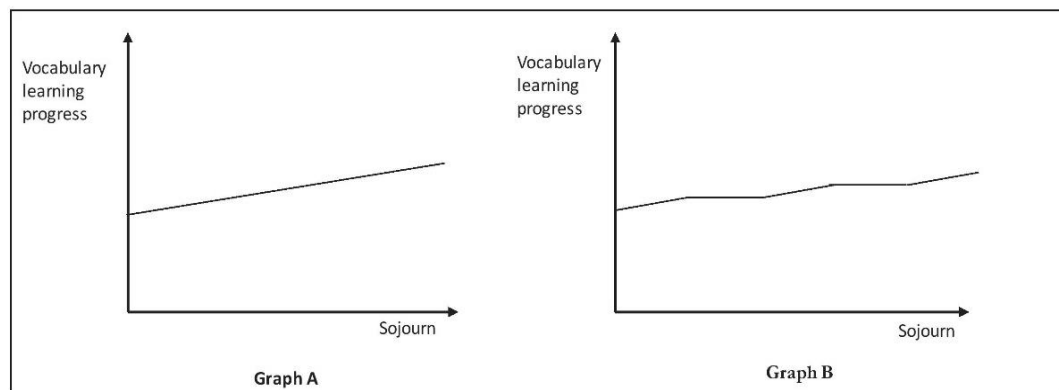 Vocabulary
learning
progress
Sojourn
Graph A
Vocabulary
learning
progress
Sojourn
Graph B